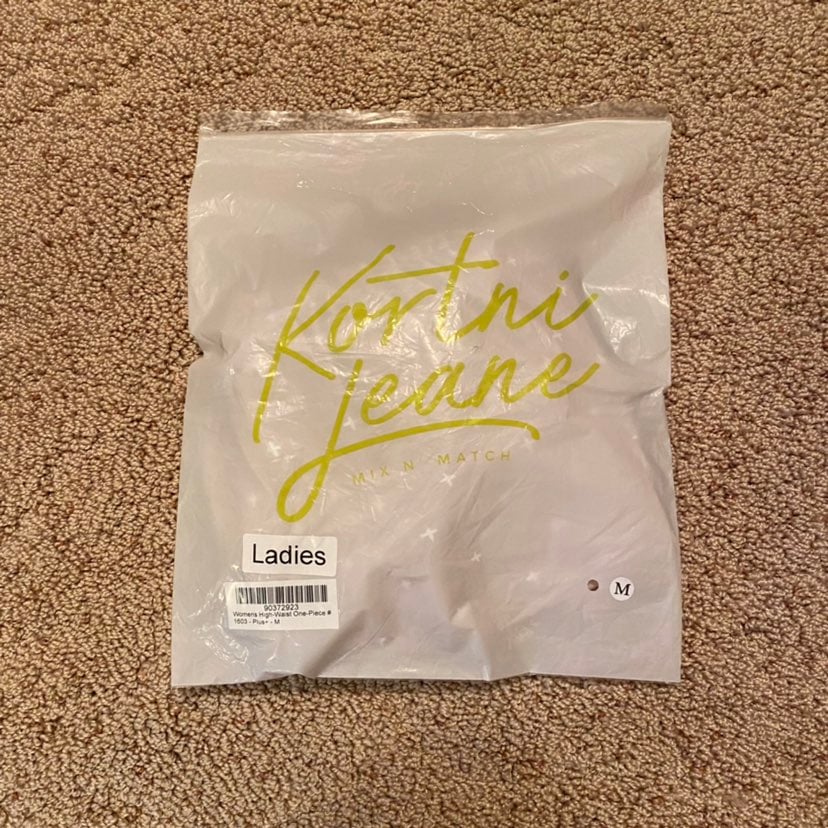 Kortni
Jeane
MIX N' MATCH
Ladies
90372923
Womens High-Waist One-Piece #
1603 - Plus+ - M
M